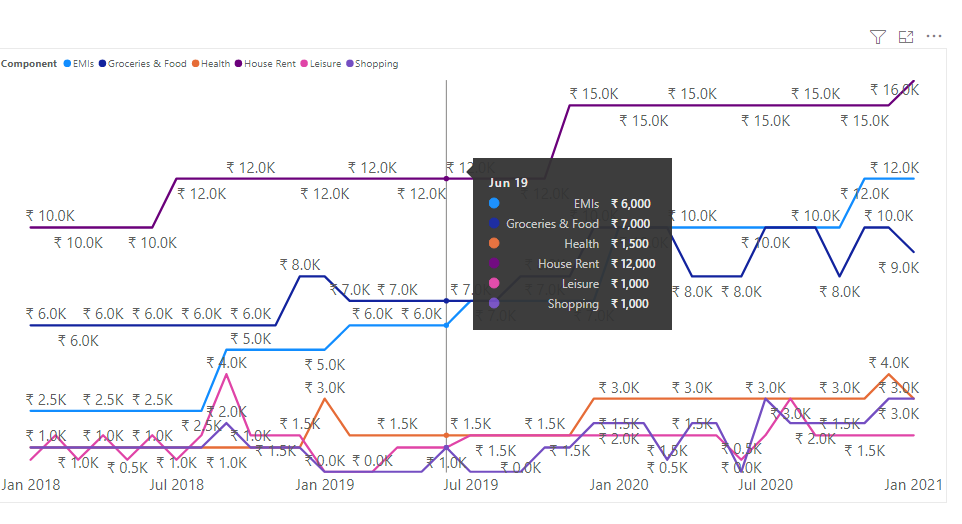 Component EMIs Groceries & Food Health House Rent Leisure Shopping
₹ 16.0K
₹ 15.0K ₹ 15.0K ₹ 15.0K
₹ 15.0K ₹ 15.0K ₹ 15.0K
₹ 12.0K ₹ 12.0K ₹ 12.0K
₹ 12.0K ₹ 12.0K ₹ 12.0K ₹ 12.0K
Jun 19
EMIs ₹ 6,000
Groceries & Food ₹ 7,000
Health ₹ 1,500
House Rent ₹ 12,000
Leisure ₹ 1,000
Shopping ₹ 1,000
₹ 10.0K ₹ 10.0K ₹ 10.0K ₹ 10.0K
₹ 10.0K ₹ 10.0K ₹ 10.0K
₹ 8.0K ₹ 9.0K
₹ 7.0K ₹ 7.0K ₹ 8.0K ₹ 8.0K ₹ 8.0K
₹ 6.0K ₹ 6.0K ₹ 6.0K ₹ 6.0K ₹ 6.0K ₹ 6.0K ₹ 6.0K
₹ 6.0K ₹ 5.0K
₹ 4.0K ₹ 5.0K ₹ 4.0K
₹ 3.0K ₹ 3.0K ₹ 3.0K ₹ 3.0K ₹ 3.0K ₹ 3.0K
₹ 2.5K ₹ 2.5K ₹ 2.5K
₹ 2.0K ₹ 3.0K ₹ 3.0K
₹ 2.5K ₹ 1.5K ₹ 1.5K ₹ 1.5K ₹ 1.5K ₹ 1.5K ₹ 1.5K
₹ 1.0K ₹ 1.0K ₹ 1.0K ₹ 1.0K ₹ 2.0K ₹ 2.0K
₹ 1.5K ₹ 1.5K ₹ 1.5K ₹ 1.5K ₹ 0.5K ₹ 1.5K
₹ 1.0K ₹ 0.5K ₹ 1.0K ₹ 1.0K ₹ 0.0K ₹ 0.0K ₹ 1.0K ₹ 0.0K ₹ 0.5K ₹ 0.0K
Jan 2018 Jul 2018 Jan 2019 Jul 2019 Jan 2020 Jul 2020 Jan 2021